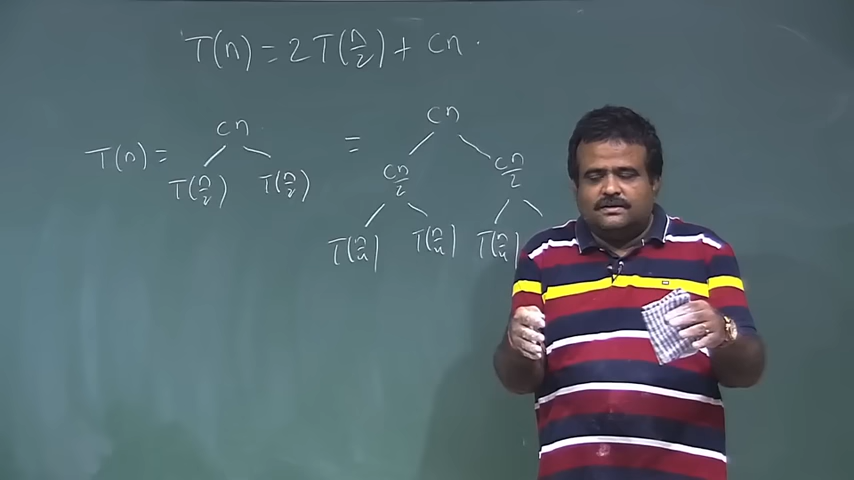 T(n) = 2T(n/2) + cn.
cn cn
T(n) = =
cn/2 cn/2
T(n/2) T(n/2)
T(n/4) T(n/4) T(n/4)